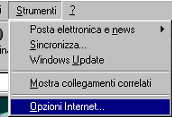 Strumenti ?
Posta elettronica e news
Sincronizza...
Windows Update
Mostra collegamenti correlati
Opzioni Internet...